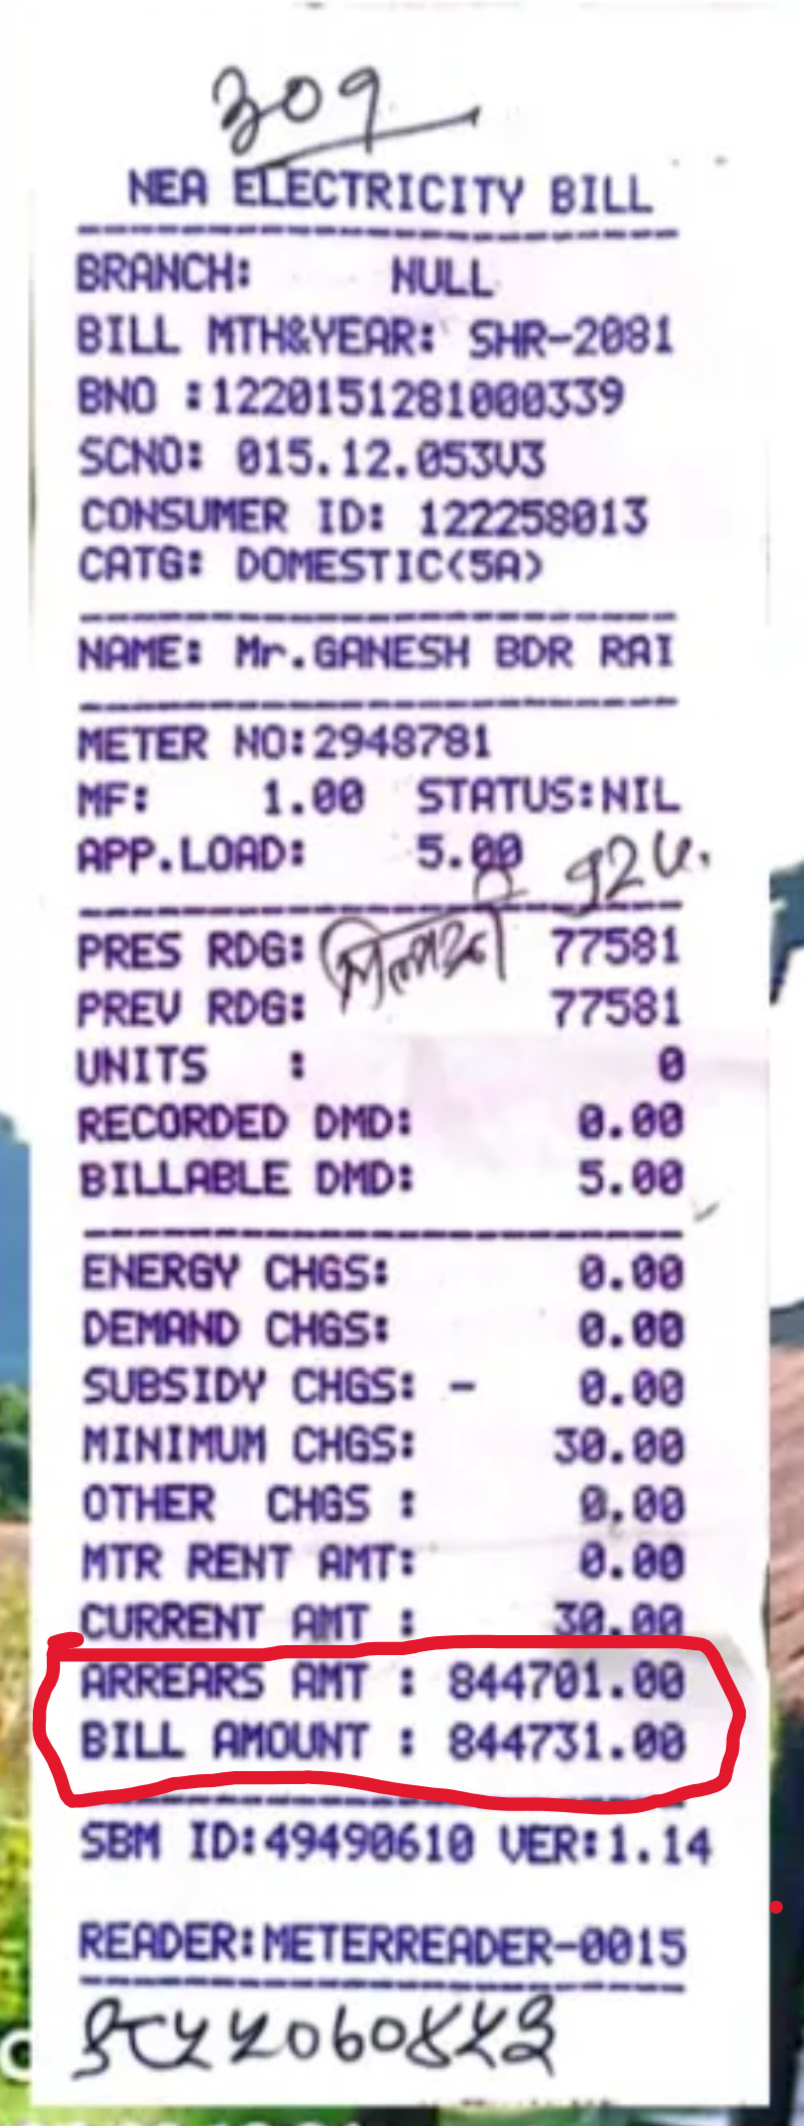 309
NEA ELECTRICITY BILL
BRANCH: NULL
BILL MTH&YEAR: SHR-2081
BNO :1220151281000339
SCNO: 015.12.053V3
CONSUMER ID: 122258013
CATG: DOMESTIC(5A)
NAME: Mr.GANESH BDR RAI
METER NO:2948781
MF: 1.00 STATUS:NIL
APP.LOAD: 5.00
PRES RDG: 77581
PREV RDG: 77581
UNITS : 0
RECORDED DMD: 0.00
BILLABLE DMD: 5.00
ENERGY CHGS: 0.00
DEMAND CHGS: 0.00
SUBSIDY CHGS: - 0.00
MINIMUM CHGS: 30.00
OTHER CHGS : 0.00
MTR RENT AMT: 0.00
CURRENT AMT : 30.00
ARREARS AMT : 844701.00
BILL AMOUNT : 844731.00
SBM ID:49490610 VER:1.14
READER:METERREADER-0015